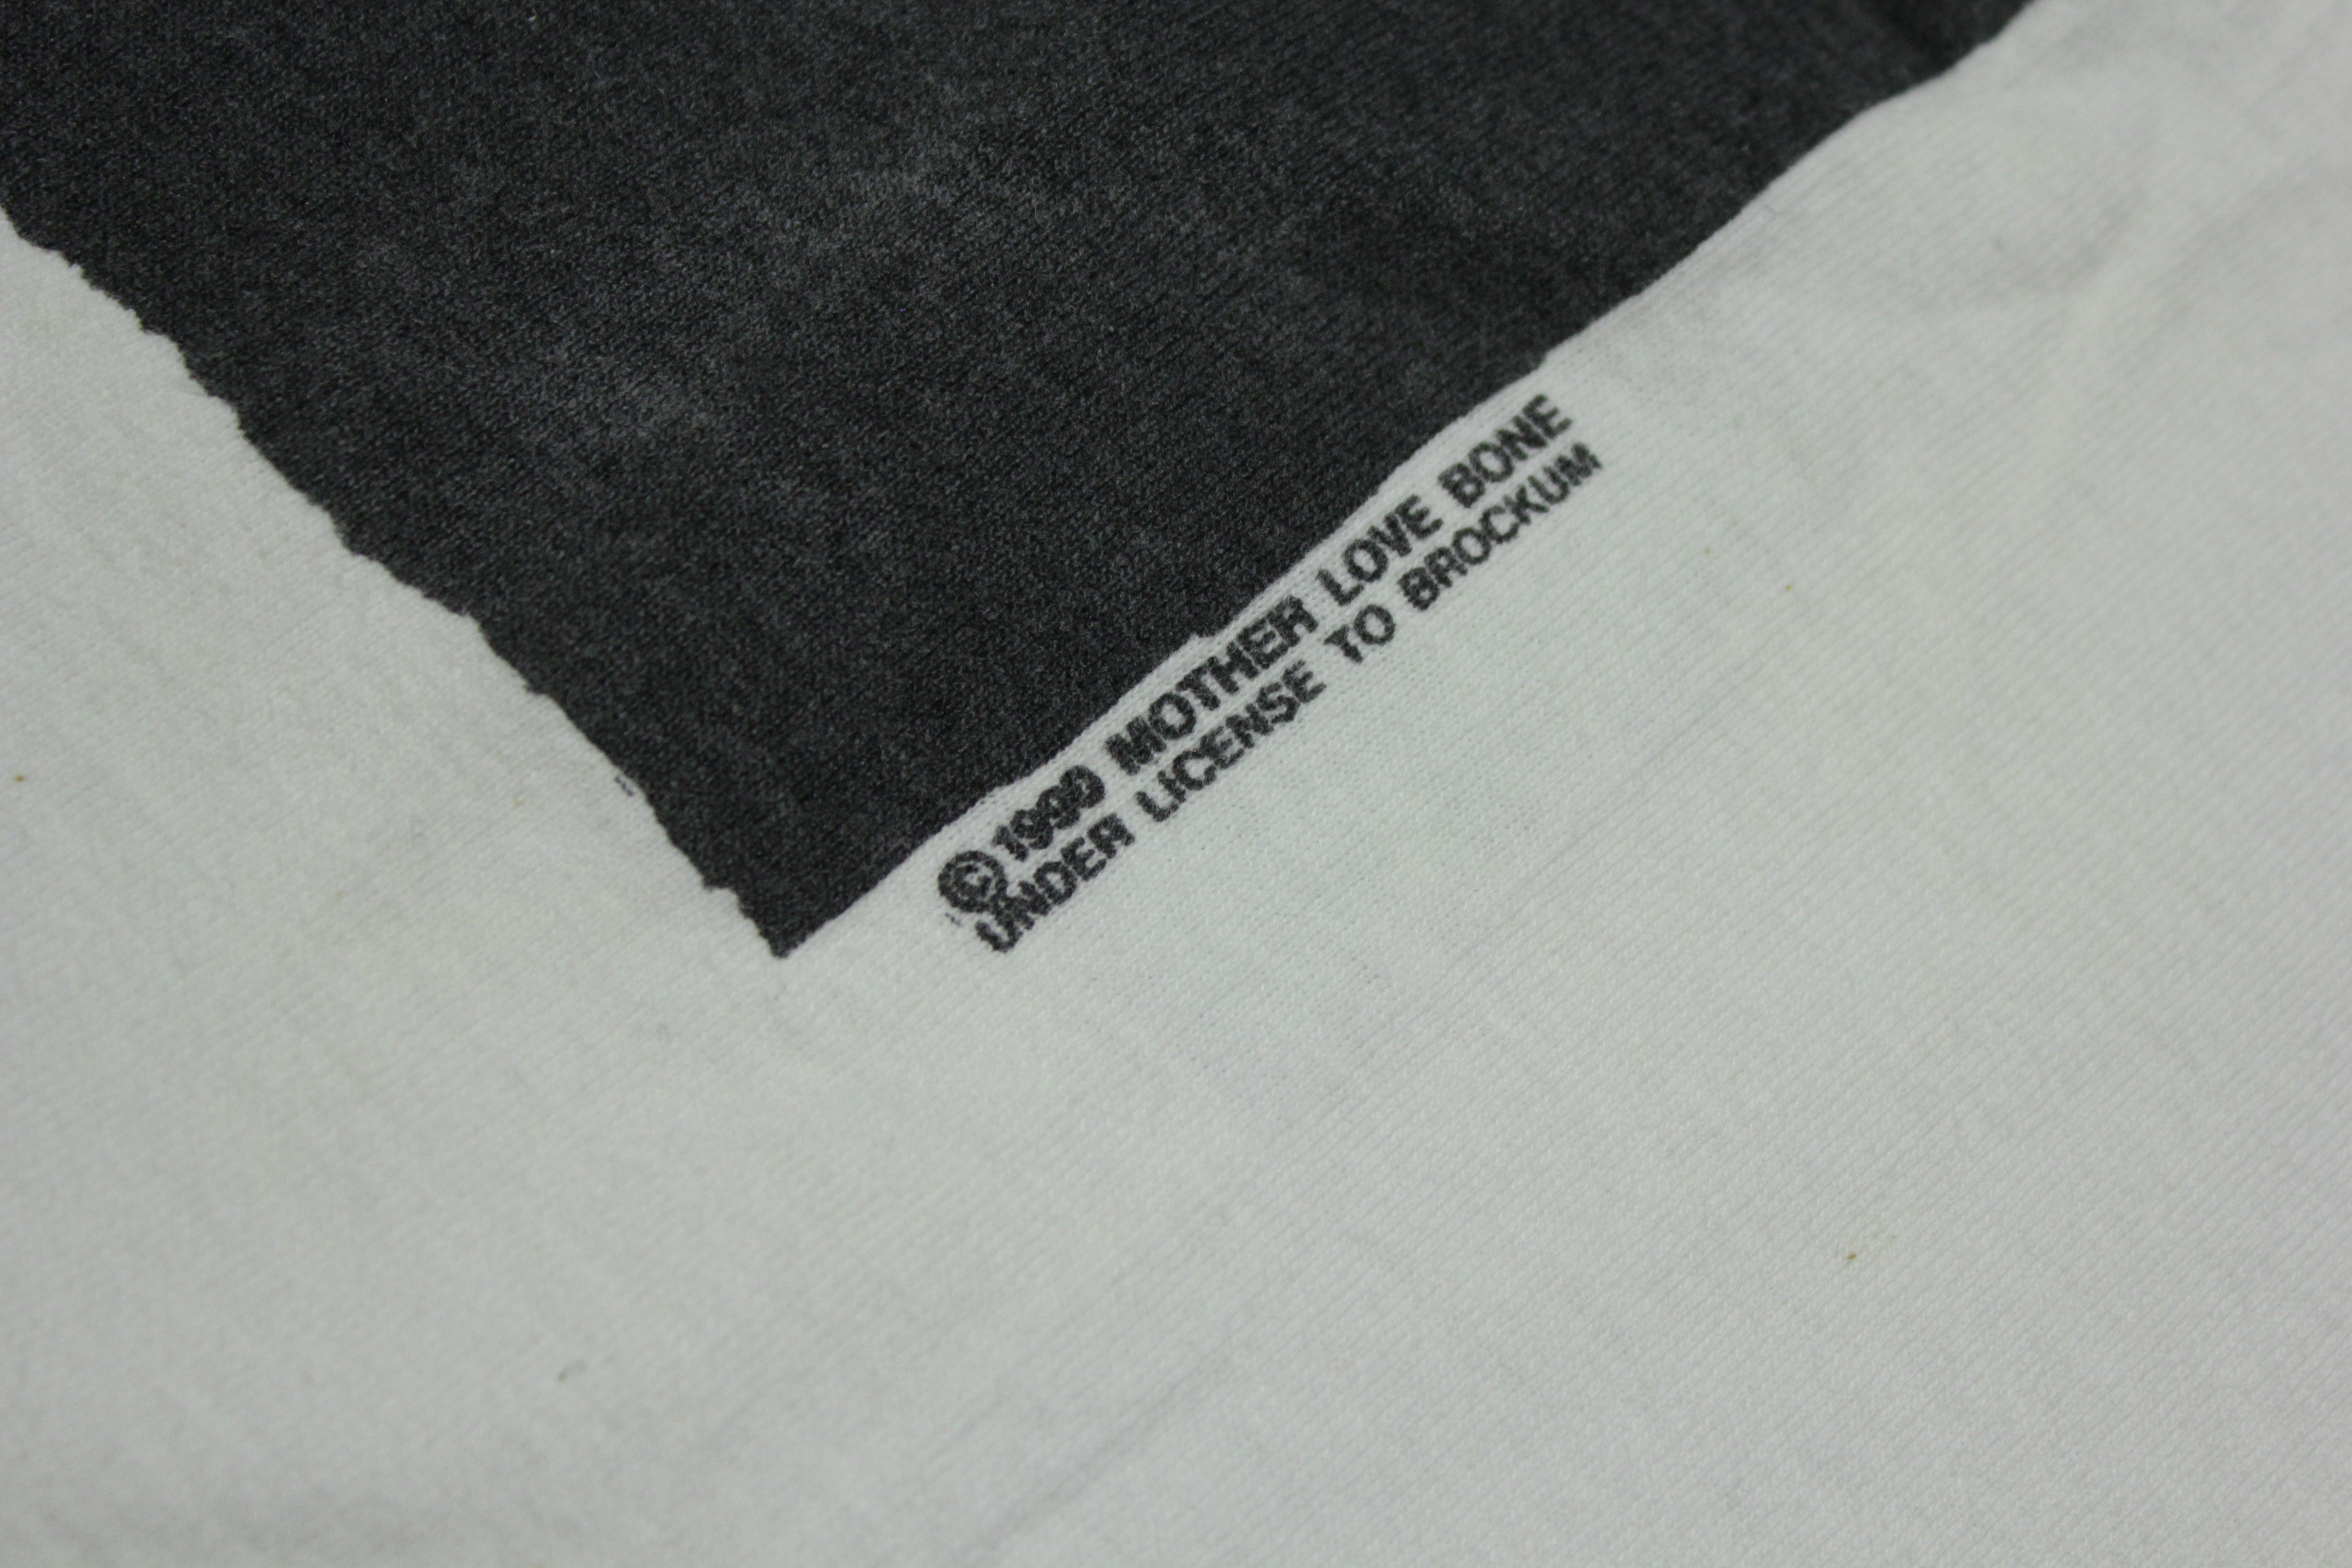 © 1990 MOTHER LOVE BONE
UNDER LICENSE TO BROCKUM